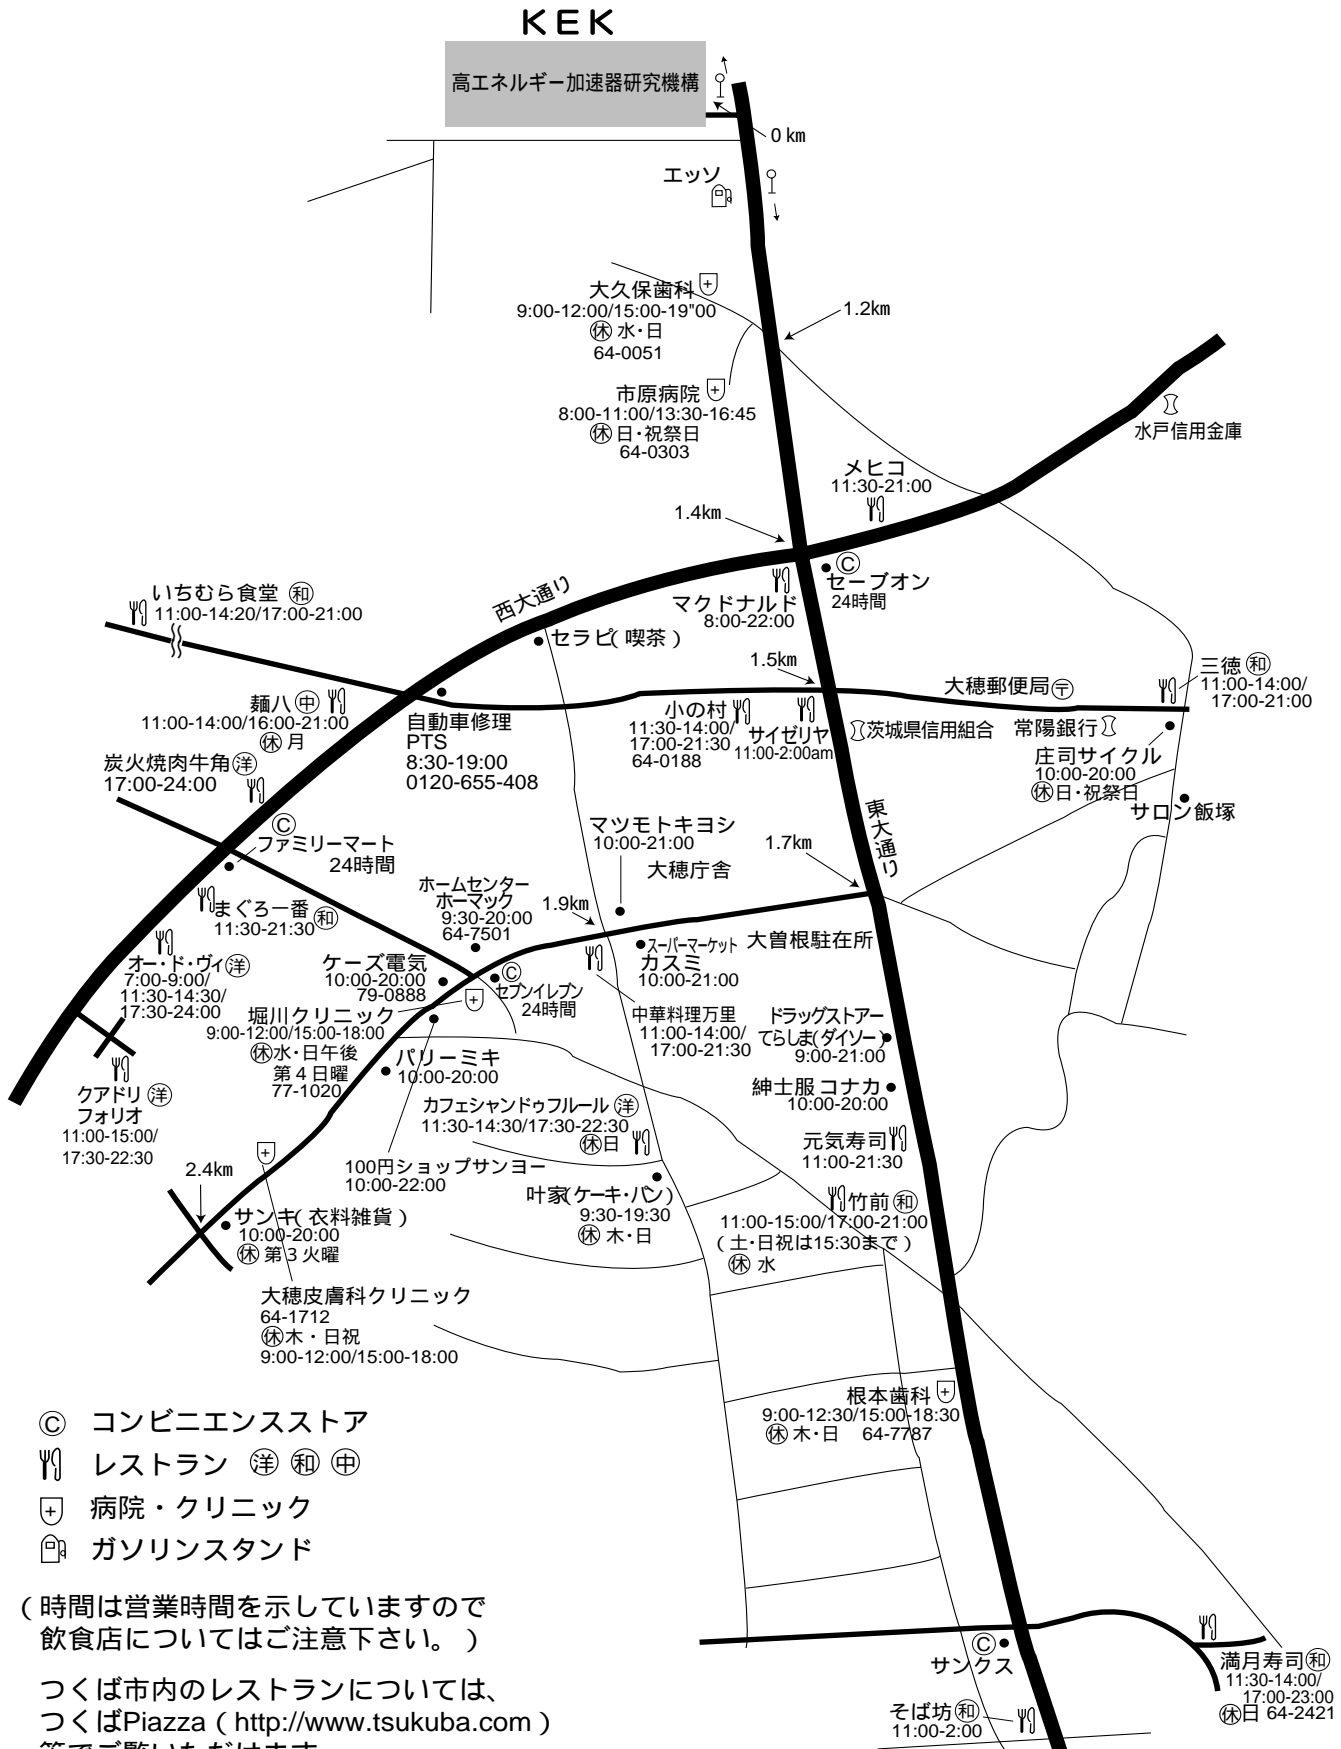 KEK
高エネルギー加速器研究機構
0 km
エッソ
大久保歯科
9:00-12:00/15:00-19"00
休 水・日
64-0051
1.2km
市原病院
8:00-11:00/13:30-16:45
休 日・祝祭日
64-0303
水戸信用金庫
メヒコ
11:30-21:00
1.4km
C
セーブオン
24時間
マクドナルド
8:00-22:00
西大通り
いちむら食堂 和
11:00-14:20/17:00-21:00
セラピ(喫茶)
1.5km
大穂郵便局〒
三徳 和
11:00-14:00/
17:00-21:00
麺八 中
11:00-14:00/16:00-21:00
休 月
自動車修理
PTS
8:30-19:00
0120-655-408
小の村
11:30-14:00/
17:00-21:30
64-0188
サイゼリヤ
11:00-2:00am
茨城県信用組合
常陽銀行
庄司サイクル
10:00-20:00
休日・祝祭日
サロン飯塚
炭火焼肉牛角 洋
17:00-24:00
C
ファミリーマート
24時間
マツモトキヨシ
10:00-21:00
大穂庁舎
1.7km
東大通り
まぐろ一番 和
11:30-21:30
ホームセンター
ホーマック
9:30-20:00
64-7501
1.9km
スーパーマーケット
カスミ
10:00-21:00
大曽根駐在所
オー・ド・ヴィ 洋
7:00-9:00/
11:30-14:30/
17:30-24:00
ケーズ電気
10:00-20:00
79-0888
C
セブンイレブン
24時間
堀川クリニック
9:00-12:00/15:00-18:00
休水・日午後
第4日曜
77-1020
中華料理万里
11:00-14:00/
17:00-21:30
ドラッグストアー
てらしま(ダイソー)
9:00-21:00
パリーミキ
10:00-20:00
紳士服 コナカ
10:00-20:00
クアドリ 洋
フォリオ
11:00-15:00/
17:30-22:30
カフェシャンドゥフルール 洋
11:30-14:30/17:30-22:30
休日
元気寿司
11:00-21:30
2.4km
100円ショップサンヨー
10:00-22:00
叶家(ケーキ・パン)
9:30-19:30
休 木・日
竹前 和
11:00-15:00/17:00-21:00
(土・日祝は15:30まで)
休 水
サンキ(衣料雑貨)
10:00-20:00
休 第3火曜
大穂皮膚科クリニック
64-1712
休木・日祝
9:00-12:00/15:00-18:00
根本歯科
9:00-12:30/15:00-18:30
休 木・日 64-7787
C コンビニエンスストア
レストラン 洋 和 中
病院・クリニック
ガソリンスタンド
(時間は営業時間を示していますので
飲食店についてはご注意下さい。)
C
サンクス
満月寿司 和
11:30-14:00/
17:00-23:00
休日 64-2421
つくば市内のレストランについては、
つくばPiazza(http://www.tsukuba.com)
そば坊 和
11:00-2:00